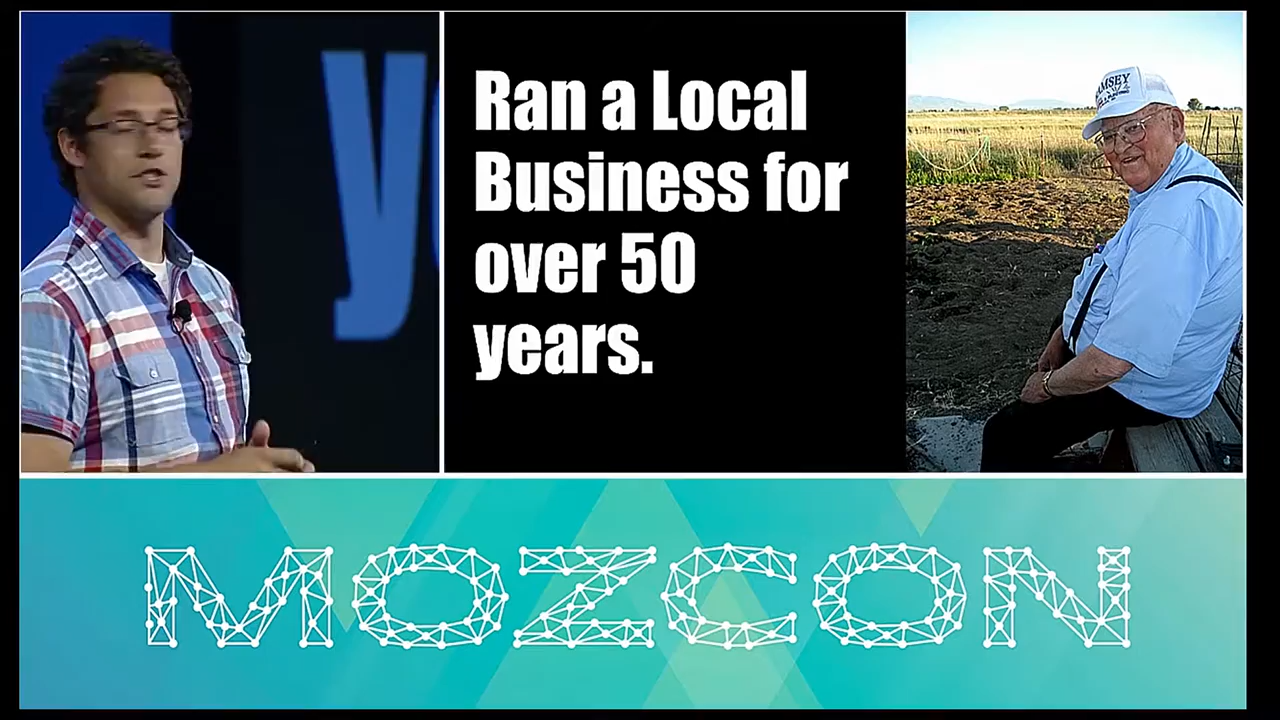 y
Ran a Local
Business for
over 50
years.
MOZCON